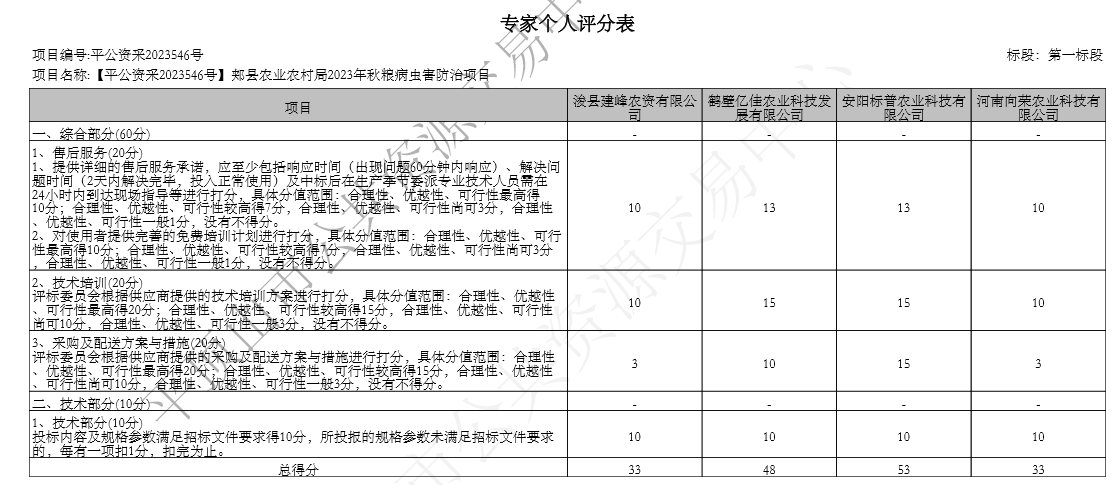 专家个人评分表
项目编号:平公资采2023546号
标段：第一标段
项目名称:【平公资采2023546号】郏县农业农村局2023年秋粮病虫害防治项目
项目
浚县建峰农资有限公
司
鹤壁亿佳农业科技发
展有限公司
安阳标普农业科技有
限公司
河南向荣农业科技有
限公司
一、综合部分(60分)
-
-
-
-
1、售后服务(20分)
1、提供详细的售后服务承诺，应至少包括响应时间（出现问题60分钟内响应）、解决问
题时间（2天内解决完毕，投入正常使用）及中标后在生产季节委派专业技术人员需在
24小时内到达现场指导等进行打分，具体分值范围：合理性、优越性、可行性最高得
10分；合理性、优越性、可行性较高得7分，合理性、优越性、可行性尚可3分，合理性
、优越性、可行性一般1分，没有不得分。
2、对使用者提供完善的免费培训计划进行打分，具体分值范围：合理性、优越性、可行
性最高得10分；合理性、优越性、可行性较高得7分，合理性、优越性、可行性尚可3分
，合理性、优越性、可行性一般1分，没有不得分。
10
13
13
10
2、技术培训(20分)
评标委员会根据供应商提供的技术培训方案进行打分，具体分值范围：合理性、优越性
、可行性最高得20分；合理性、优越性、可行性较高得15分，合理性、优越性、可行性
尚可10分，合理性、优越性、可行性一般3分，没有不得分。
10
15
15
10
3、采购及配送方案与措施(20分)
评标委员会根据供应商提供的采购及配送方案与措施进行打分，具体分值范围：合理性
、优越性、可行性最高得20分；合理性、优越性、可行性较高得15分，合理性、优越性
、可行性尚可10分，合理性、优越性、可行性一般3分，没有不得分。
3
10
15
3
二、技术部分(10分)
-
-
-
-
1、技术部分(10分)
投标内容及规格参数满足招标文件要求得10分，所投报的规格参数未满足招标文件要求
的，每有一项扣1分，扣完为止。
10
10
10
10
总得分
33
48
53
33
平顶山市公共资源交易中
市公共资源交易中心